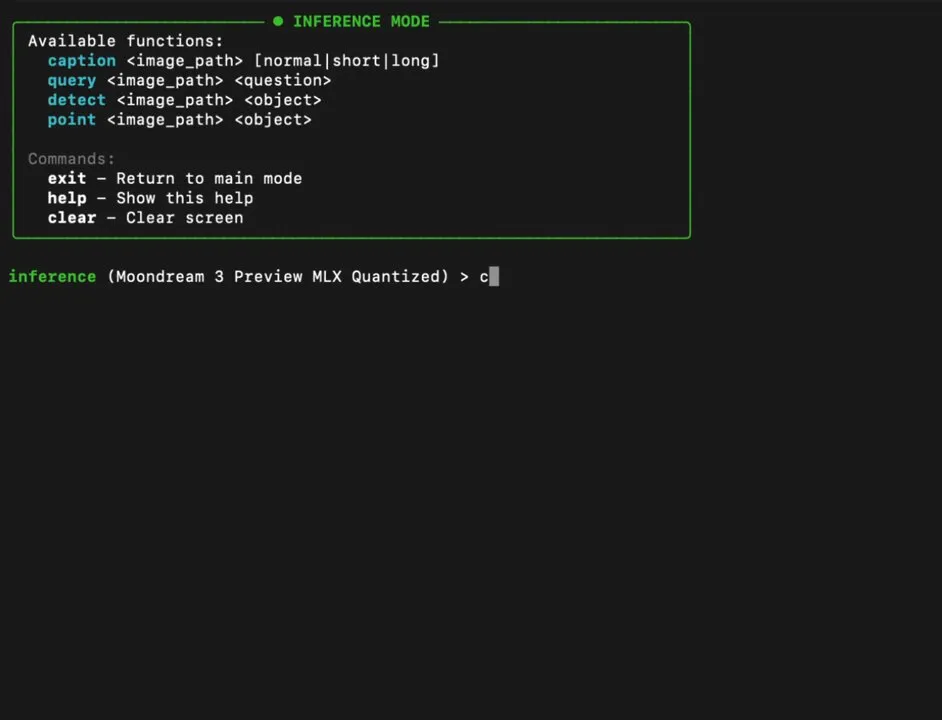 ● INFERENCE MODE
Available functions:
caption <image_path> [normal|short|long]
query <image_path> <question>
detect <image_path> <object>
point <image_path> <object>
Commands:
exit – Return to main mode
help – Show this help
clear – Clear screen
inference (Moondream 3 Preview MLX Quantized) > c